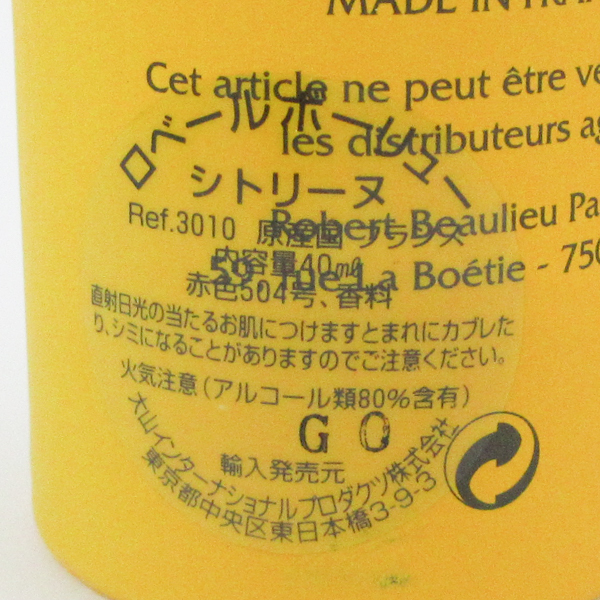 MADE IN FRA
Cet article ne peut être ve
les distributeurs ag
Robert Beaulieu Pa
59, rue La Boétie - 750
ロベールボーリュー
シトリーヌ
Ref.3010 原産国 フランス
内容量40㎖
赤色504号、香料
直射日光の当たるお肌につけますとまれにカブレた
り、シミになることがありますのでご注意ください。
火気注意(アルコール類80%含有)
G O
輸入発売元
大山インターナショナルプロダクツ株式会社
東京都中央区東日本橋3-9-3